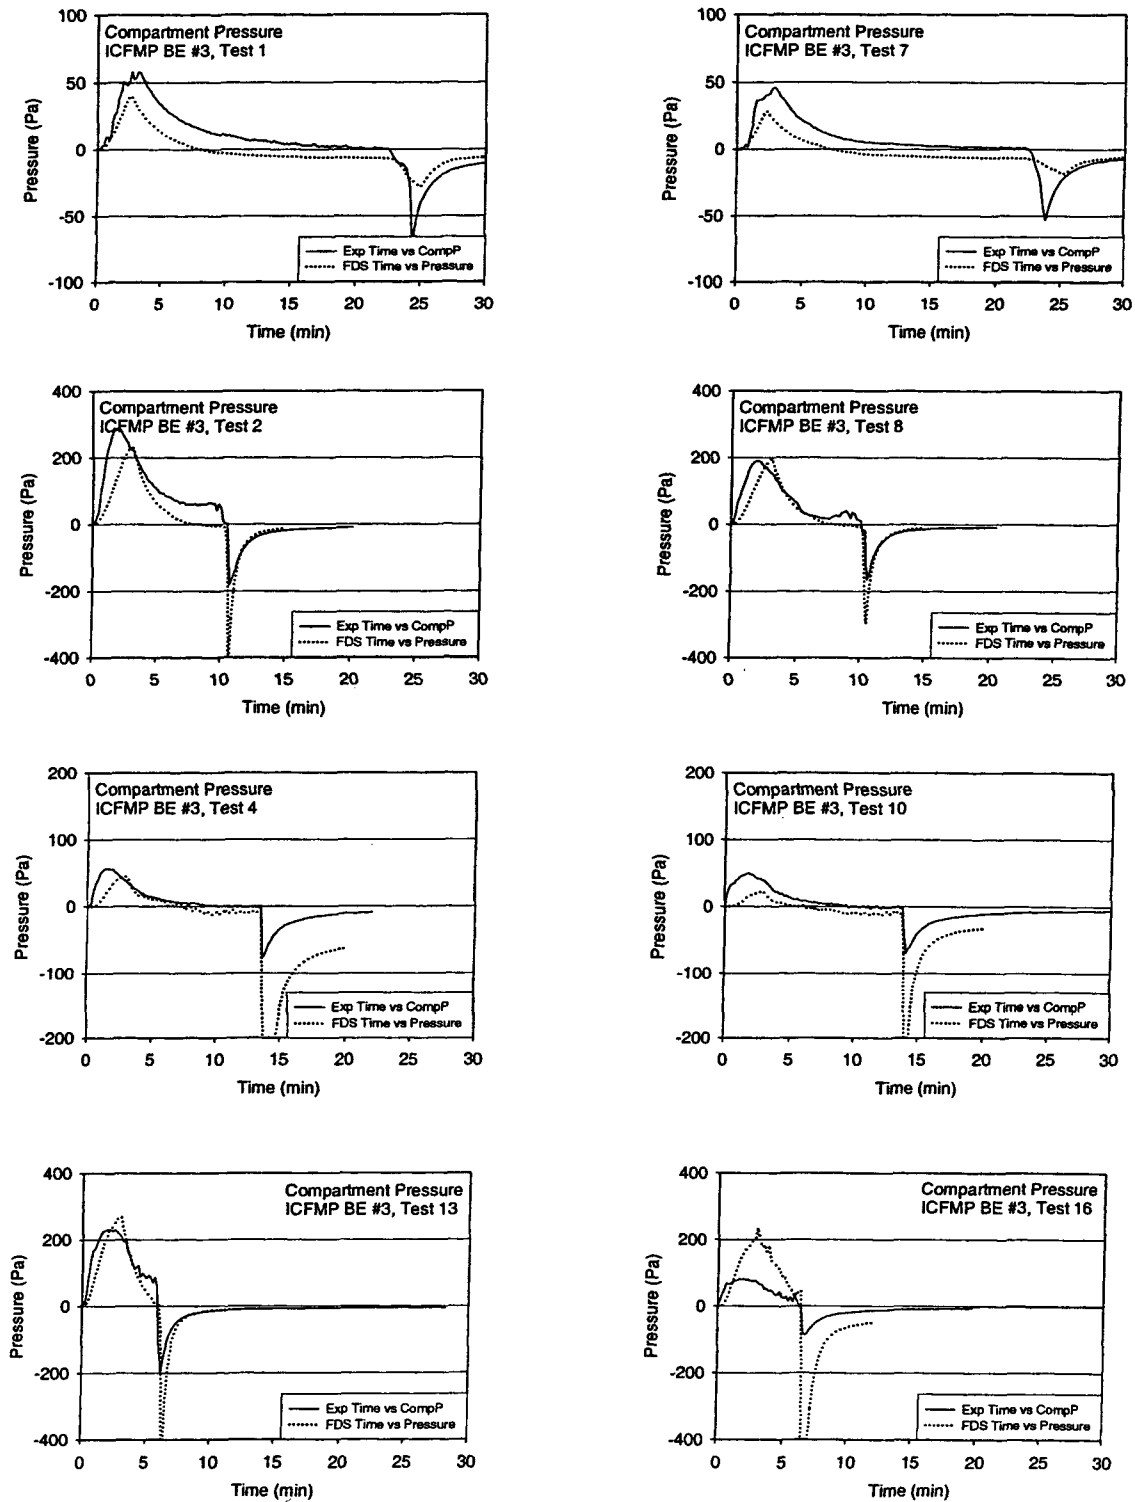 Compartment Pressure
ICFMP BE #3, Test 1
100
50
0
-50
-100
Pressure (Pa)
Exp Time vs CompP
FDS Time vs Pressure
0 5 10 15 20 25 30
Time (min)
Compartment Pressure
ICFMP BE #3, Test 7
100
50
0
-50
-100
Pressure (Pa)
Exp Time vs CompP
FDS Time vs Pressure
0 5 10 15 20 25 30
Time (min)
Compartment Pressure
ICFMP BE #3, Test 2
400
200
0
-200
-400
Pressure (Pa)
Exp Time vs CompP
FDS Time vs Pressure
0 5 10 15 20 25 30
Time (min)
Compartment Pressure
ICFMP BE #3, Test 8
400
200
0
-200
-400
Pressure (Pa)
Exp Time vs CompP
FDS Time vs Pressure
0 5 10 15 20 25 30
Time (min)
Compartment Pressure
ICFMP BE #3, Test 4
200
100
0
-100
-200
Pressure (Pa)
Exp Time vs CompP
FDS Time vs Pressure
0 5 10 15 20 25 30
Time (min)
Compartment Pressure
ICFMP BE #3, Test 10
200
100
0
-100
-200
Pressure (Pa)
Exp Time vs CompP
FDS Time vs Pressure
0 5 10 15 20 25 30
Time (min)
Compartment Pressure
ICFMP BE #3, Test 13
400
200
0
-200
-400
Pressure (Pa)
Exp Time vs CompP
FDS Time vs Pressure
0 5 10 15 20 25 30
Time (min)
Compartment Pressure
ICFMP BE #3, Test 16
400
200
0
-200
-400
Pressure (Pa)
Exp Time vs CompP
FDS Time vs Pressure
0 5 10 15 20 25 30
Time (min)